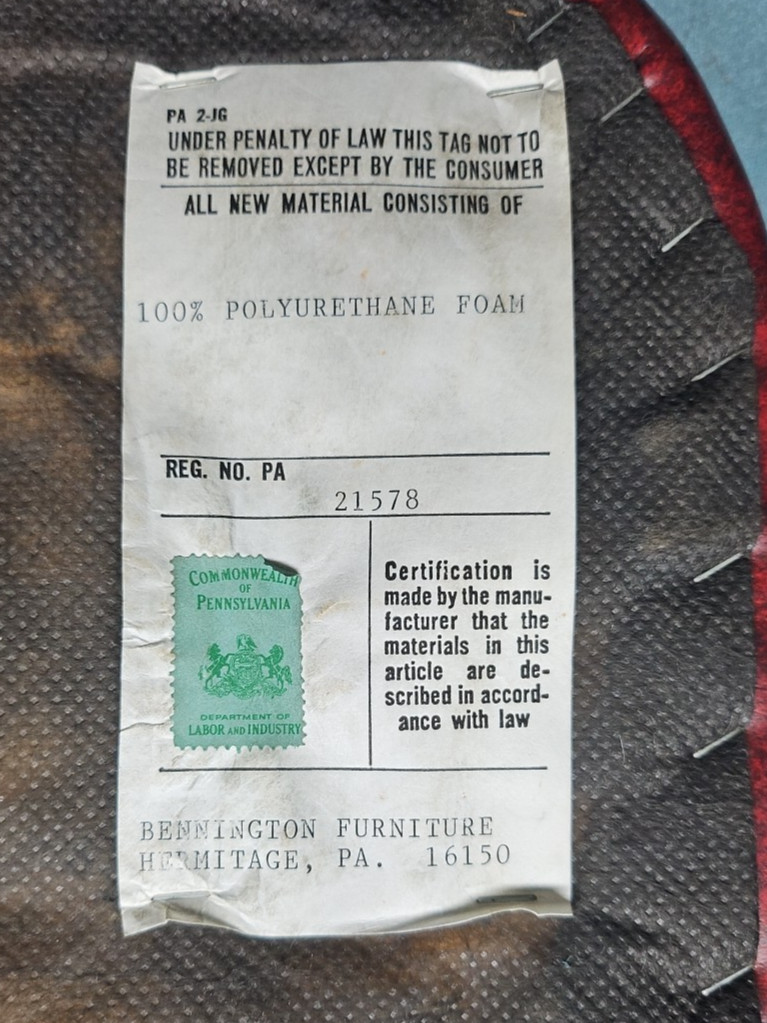 PA 2-JG
UNDER PENALTY OF LAW THIS TAG NOT TO
BE REMOVED EXCEPT BY THE CONSUMER
ALL NEW MATERIAL CONSISTING OF
100% POLYURETHANE FOAM
REG. NO. PA
21578
COMMONWEALTH
OF
PENNSYLVANIA
DEPARTMENT OF
LABOR AND INDUSTRY
Certification is
made by the manu-
facturer that the
materials in this
article are de-
scribed in accord-
ance with law
BENNINGTON FURNITURE
HERMITAGE, PA. 16150